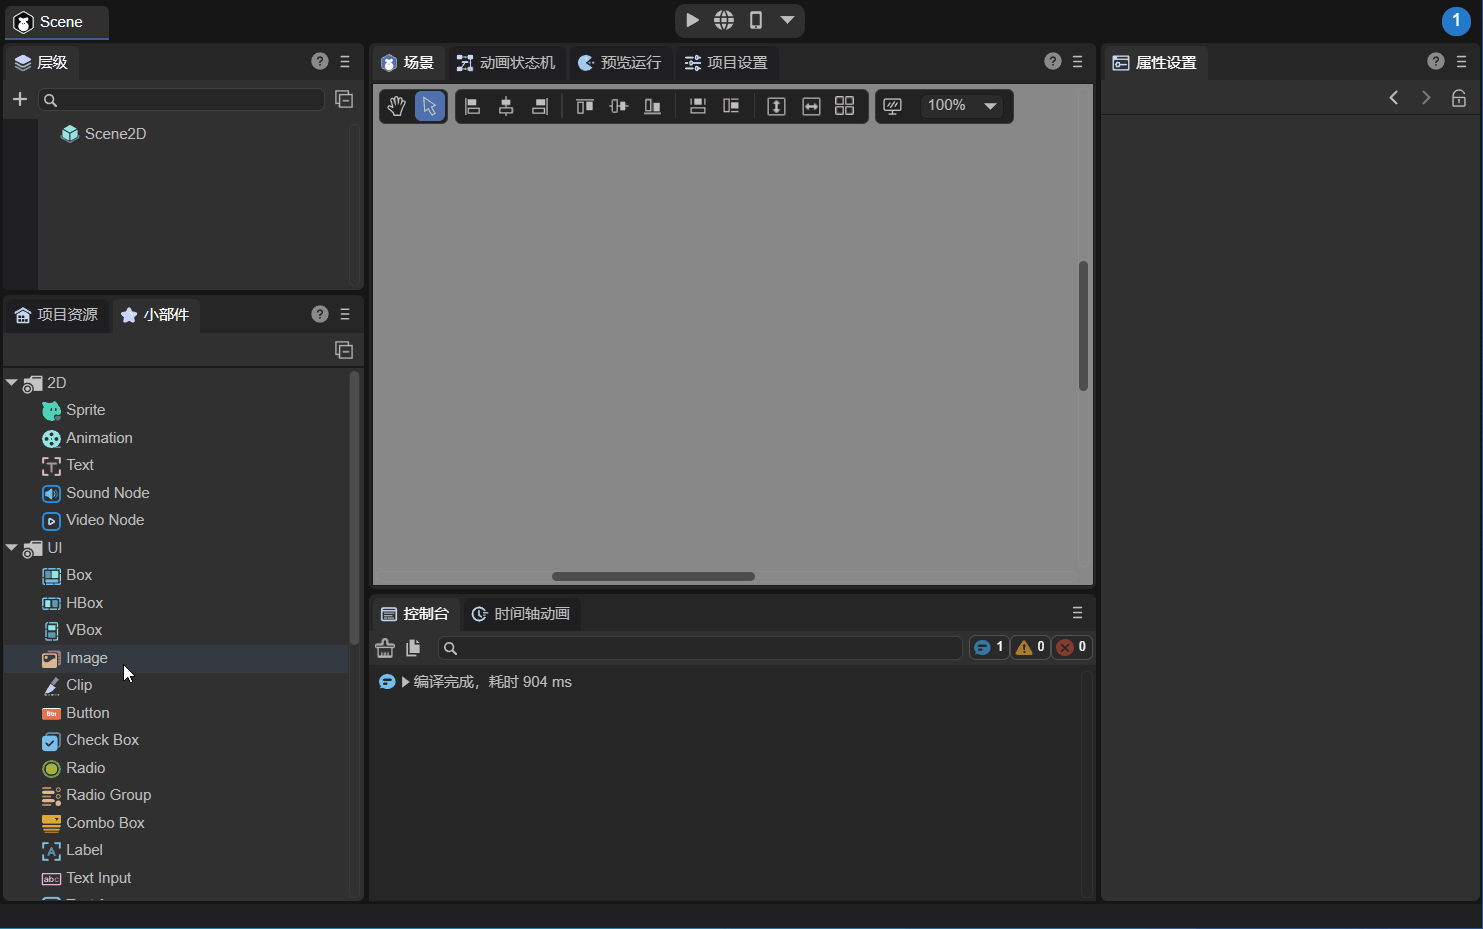 Scene
1
层级
Scene2D
项目资源 小部件
2D
Sprite
Animation
Text
Sound Node
Video Node
UI
Box
HBox
VBox
Image
Clip
Button
Check Box
Radio
Radio Group
Combo Box
Label
Text Input
场景 动画状态机 预览运行 项目设置
100%
控制台 时间轴动画
1 0 0
编译完成，耗时 904 ms
属性设置